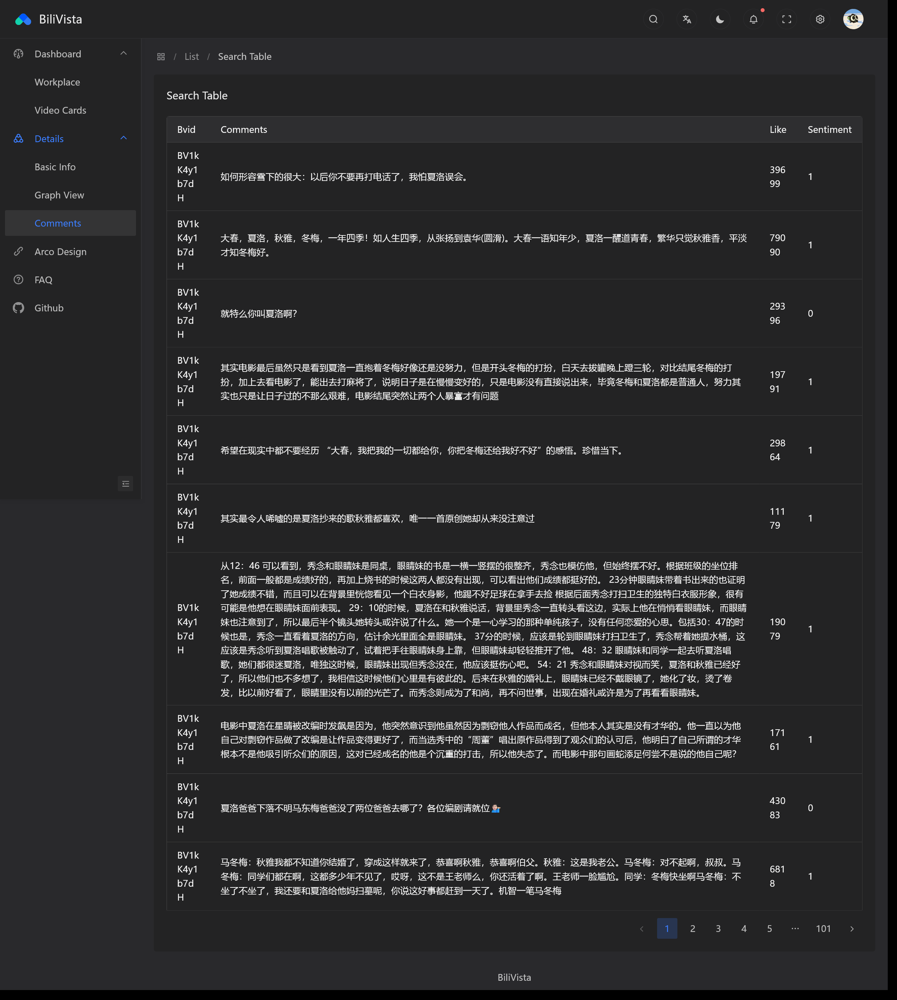 BiliVista
Dashboard
Workplace
Video Cards
Details
Basic Info
Graph View
Comments
Arco Design
FAQ
Github
/ List / Search Table
Search Table
Bvid Comments Like Sentiment
BV1k
K4y1
b7d
H
如何形容雪下的很大：以后你不要再打电话了，我怕夏洛误会。
396
99
1
BV1k
K4y1
b7d
H
大春，夏洛，秋雅，冬梅，一年四季！如人生四季，从张扬到袁华(圆滑)。大春一语知年少，夏洛一醒道青春，繁华只觉秋雅香，平淡
才知冬梅好。
790
90
1
BV1k
K4y1
b7d
H
就特么你叫夏洛啊？
293
96
0
BV1k
K4y1
b7d
H
其实电影最后虽然只是看到夏洛一直抱着冬梅好像还是没努力，但是开头冬梅的打扮，白天去拔罐晚上蹬三轮，对比结尾冬梅的打
扮，加上去看电影了，能出去打麻将了，说明日子是在慢慢变好的，只是电影没有直接说出来，毕竟冬梅和夏洛都是普通人，努力其
实也只是让日子过的不那么艰难，电影结尾突然让两个人暴富才有问题
197
91
1
BV1k
K4y1
b7d
H
希望在现实中都不要经历 “大春，我把我的一切都给你，你把冬梅还给我好不好”的感悟。珍惜当下。
298
64
1
BV1k
K4y1
b7d
H
其实最令人唏嘘的是夏洛抄来的歌秋雅都喜欢，唯一一首原创她却从来没注意过
111
79
1
BV1k
K4y1
b7d
H
从12：46 可以看到，秀念和眼睛妹是同桌，眼睛妹的书是一横一竖摆的很整齐，秀念也模仿他，但始终摆不好。根据班级的坐位排
名，前面一般都是成绩好的，再加上烧书的时候这两人都没有出现，可以看出他们成绩都挺好的。 23分钟眼睛妹带着书出来的也证明
了她成绩不错，而且可以在背景里恍惚看见一个白衣身影，他踢不好足球在拿手去捡 根据后面秀念打扫卫生的独特白衣服形象，很有
可能是他想在眼睛妹面前表现。 29：10的时候，夏洛在和秋雅说话，背景里秀念一直转头看这边，实际上他在悄悄看眼睛妹，而眼睛
妹也注意到了，所以最后半个镜头她转头或许说了什么。她一个是一心学习的那种单纯孩子，没有任何恋爱的心思。包括30：47的时
候也是，秀念一直看着夏洛的方向，估计余光里面全是眼睛妹。 37分的时候，应该是轮到眼睛妹打扫卫生了，秀念帮着她提水桶，这
应该是秀念听到夏洛唱歌被触动了，试着把手往眼睛妹身上靠，但眼睛妹却轻轻推开了他。 48：32 眼睛妹和同学一起去听夏洛唱
歌，她们都很迷夏洛，唯独这时候，眼睛妹出现但秀念没在，他应该挺伤心吧。 54：21 秀念和眼睛妹对视而笑，夏洛和秋雅已经好
了，所以他们也不多想了，我相信这时候他们心里是有彼此的。后来在秋雅的婚礼上，眼睛妹已经不戴眼镜了，她化了妆，烫了卷
发，比以前好看了，眼睛里没有以前的光芒了。而秀念则成为了和尚，再不问世事，出现在婚礼或许是为了再看看眼睛妹。
190
79
1
BV1k
K4y1
b7d
H
电影中夏洛在星晴被改编时发飙是因为，他突然意识到他虽然因为剽窃他人作品而成名，但他本人其实是没有才华的。他一直以为他
自己对剽窃作品做了改编是让作品变得更好了，而当选秀中的“周董”唱出原作品得到了观众们的认可后，他明白了自己所谓的才华
根本不是他吸引听众们的原因，这对已经成名的他是个沉重的打击，所以他失态了。而电影中那句画蛇添足何尝不是说的他自己呢？
171
61
1
BV1k
K4y1
b7d
H
夏洛爸爸下落不明马东梅爸爸没了两位爸爸去哪了？各位编剧请就位💁🏻‍♂️
430
83
0
BV1k
K4y1
b7d
H
马冬梅：秋雅我都不知道你结婚了，穿成这样就来了，恭喜啊秋雅，恭喜啊伯父。秋雅：这是我老公。马冬梅：对不起啊，叔叔。马
冬梅：同学们都在啊，这都多少年不见了，哎呀，这不是王老师么，你还活着了啊。王老师一脸尴尬。同学：冬梅快坐啊马冬梅：不
坐了不坐了，我还要和夏洛给他妈扫墓呢，你说这好事都赶到一天了。机智一笔马冬梅
681
8
1
1 2 3 4 5 ··· 101
BiliVista